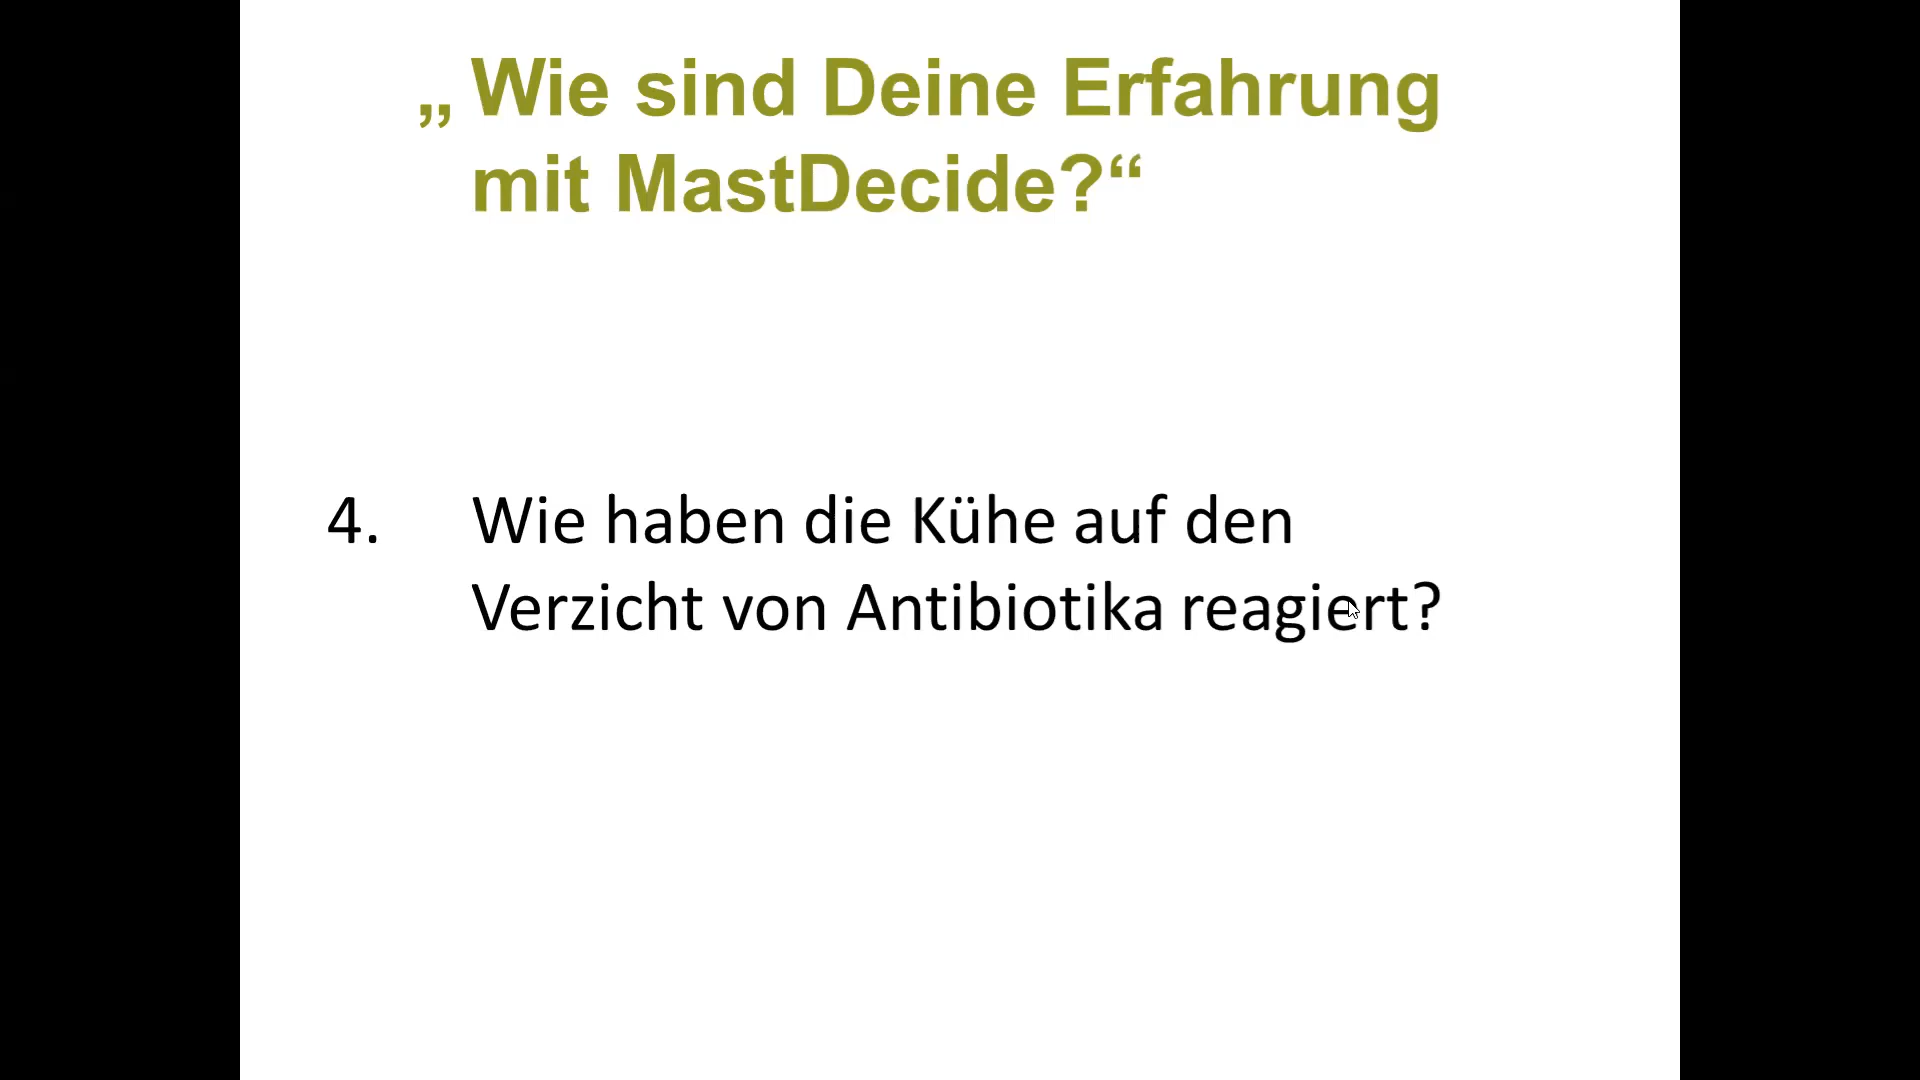 „ Wie sind Deine Erfahrung
mit MastDecide?“
4. Wie haben die Kühe auf den
Verzicht von Antibiotika reagiert?